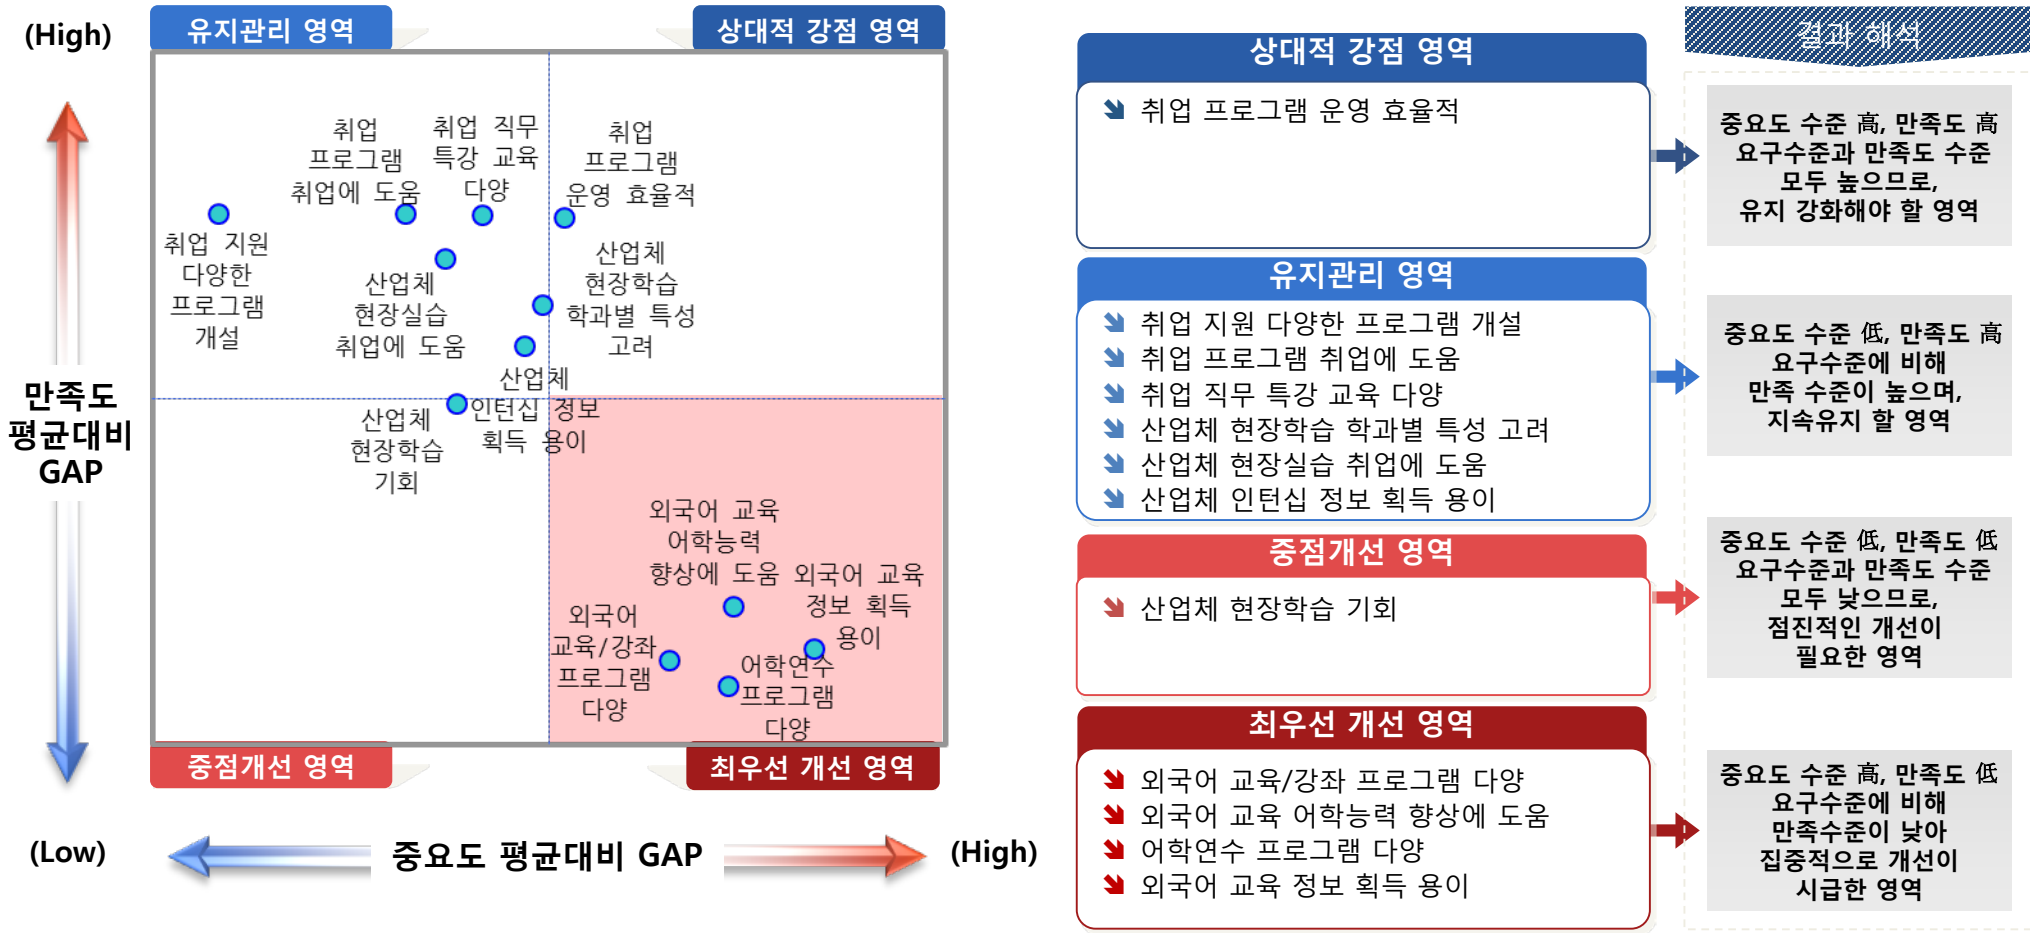 (High)
유지관리 영역
상대적 강점 영역
취업
프로그램
취업에 도움
취업 직무
특강 교육
다양
취업
프로그램
운영 효율적
취업 지원
다양한
프로그램
개설
산업체
현장실습
취업에 도움
산업체
현장학습
학과별 특성
고려
산업체
인턴십 정보
획득 용이
산업체
현장학습
기회
만족도
평균대비
GAP
외국어 교육
어학능력
향상에 도움
외국어 교육
정보 획득
용이
외국어
교육/강좌
프로그램
다양
어학연수
프로그램
다양
중점개선 영역
최우선 개선 영역
(Low)
중요도 평균대비 GAP
(High)
상대적 강점 영역
취업 프로그램 운영 효율적
유지관리 영역
취업 지원 다양한 프로그램 개설
취업 프로그램 취업에 도움
취업 직무 특강 교육 다양
산업체 현장학습 학과별 특성 고려
산업체 현장실습 취업에 도움
산업체 인턴십 정보 획득 용이
중점개선 영역
산업체 현장학습 기회
최우선 개선 영역
외국어 교육/강좌 프로그램 다양
외국어 교육 어학능력 향상에 도움
어학연수 프로그램 다양
외국어 교육 정보 획득 용이
결과 해석
중요도 수준 高, 만족도 高
요구수준과 만족도 수준
모두 높으므로,
유지 강화해야 할 영역
중요도 수준 低, 만족도 高
요구수준에 비해
만족 수준이 높으며,
지속유지 할 영역
중요도 수준 低, 만족도 低
요구수준과 만족도 수준
모두 낮으므로,
점진적인 개선이
필요한 영역
중요도 수준 高, 만족도 低
요구수준에 비해
만족수준이 낮아
집중적으로 개선이
시급한 영역